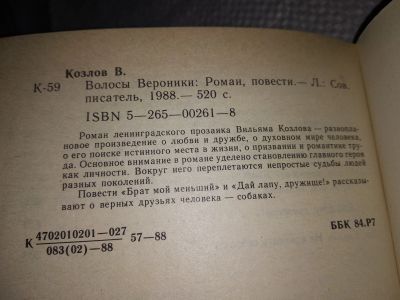 Козлов В.
К-59 Волосы Вероники: Роман, повести.— Л.: Сов.
писатель, 1988.— 520 с.
ISBN 5—265—00261—8
Роман ленинградского прозаика Вильяма Козлова — разнопла-
новое произведение о любви и дружбе, о духовном мире человека,
о его поиске истинного места в жизни, о призвании и романтике тру-
да. Основное внимание в романе уделено становлению главного героя
как личности. Вокруг него переплетаются непростые судьбы людей
разных поколений.
Повести «Брат мой меньший» и «Дай лапу, дружище!» рассказы-
вают о верных друзьях человека — собаках.
К 4702010201—027
083(02)—88 57—88
ББК 84.Р7